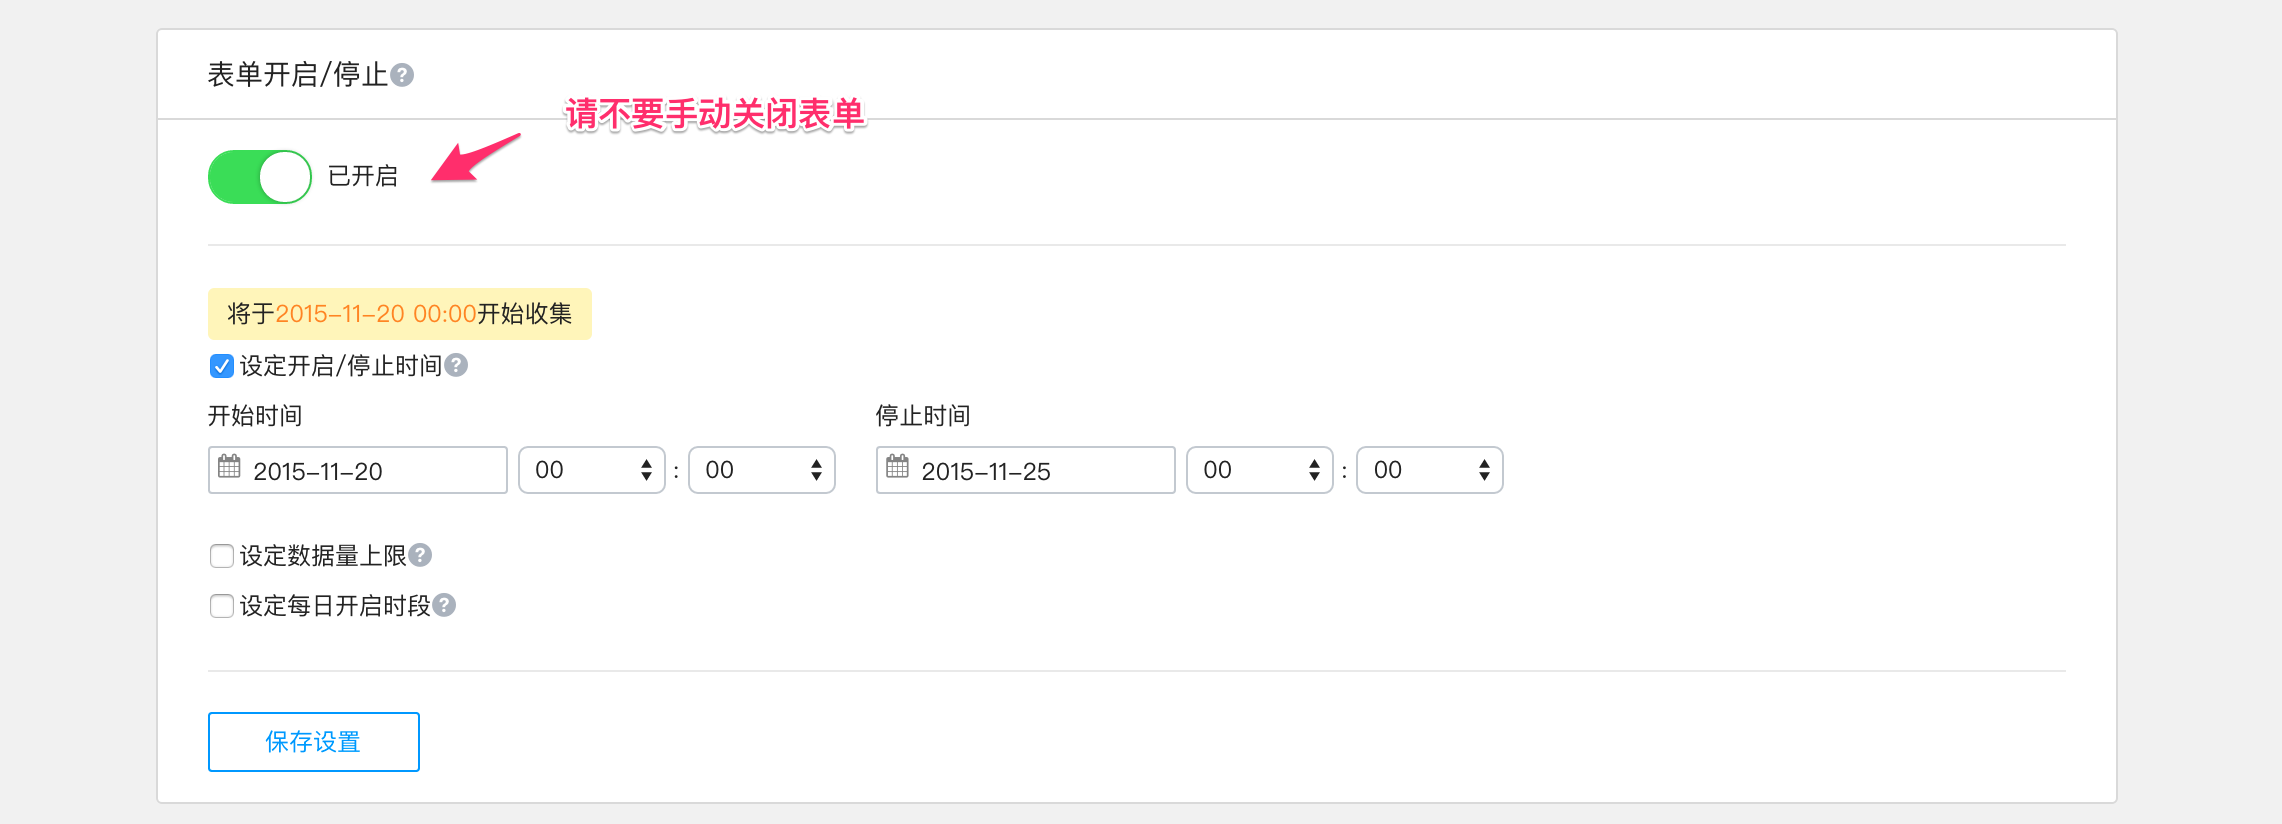 表单开启/停止?
请不要手动关闭表单
已开启
将于2015-11-20 00:00开始收集
设定开启/停止时间?
开始时间 停止时间
2015-11-20 00 : 00 2015-11-25 00 : 00
设定数据量上限?
设定每日开启时段?
保存设置